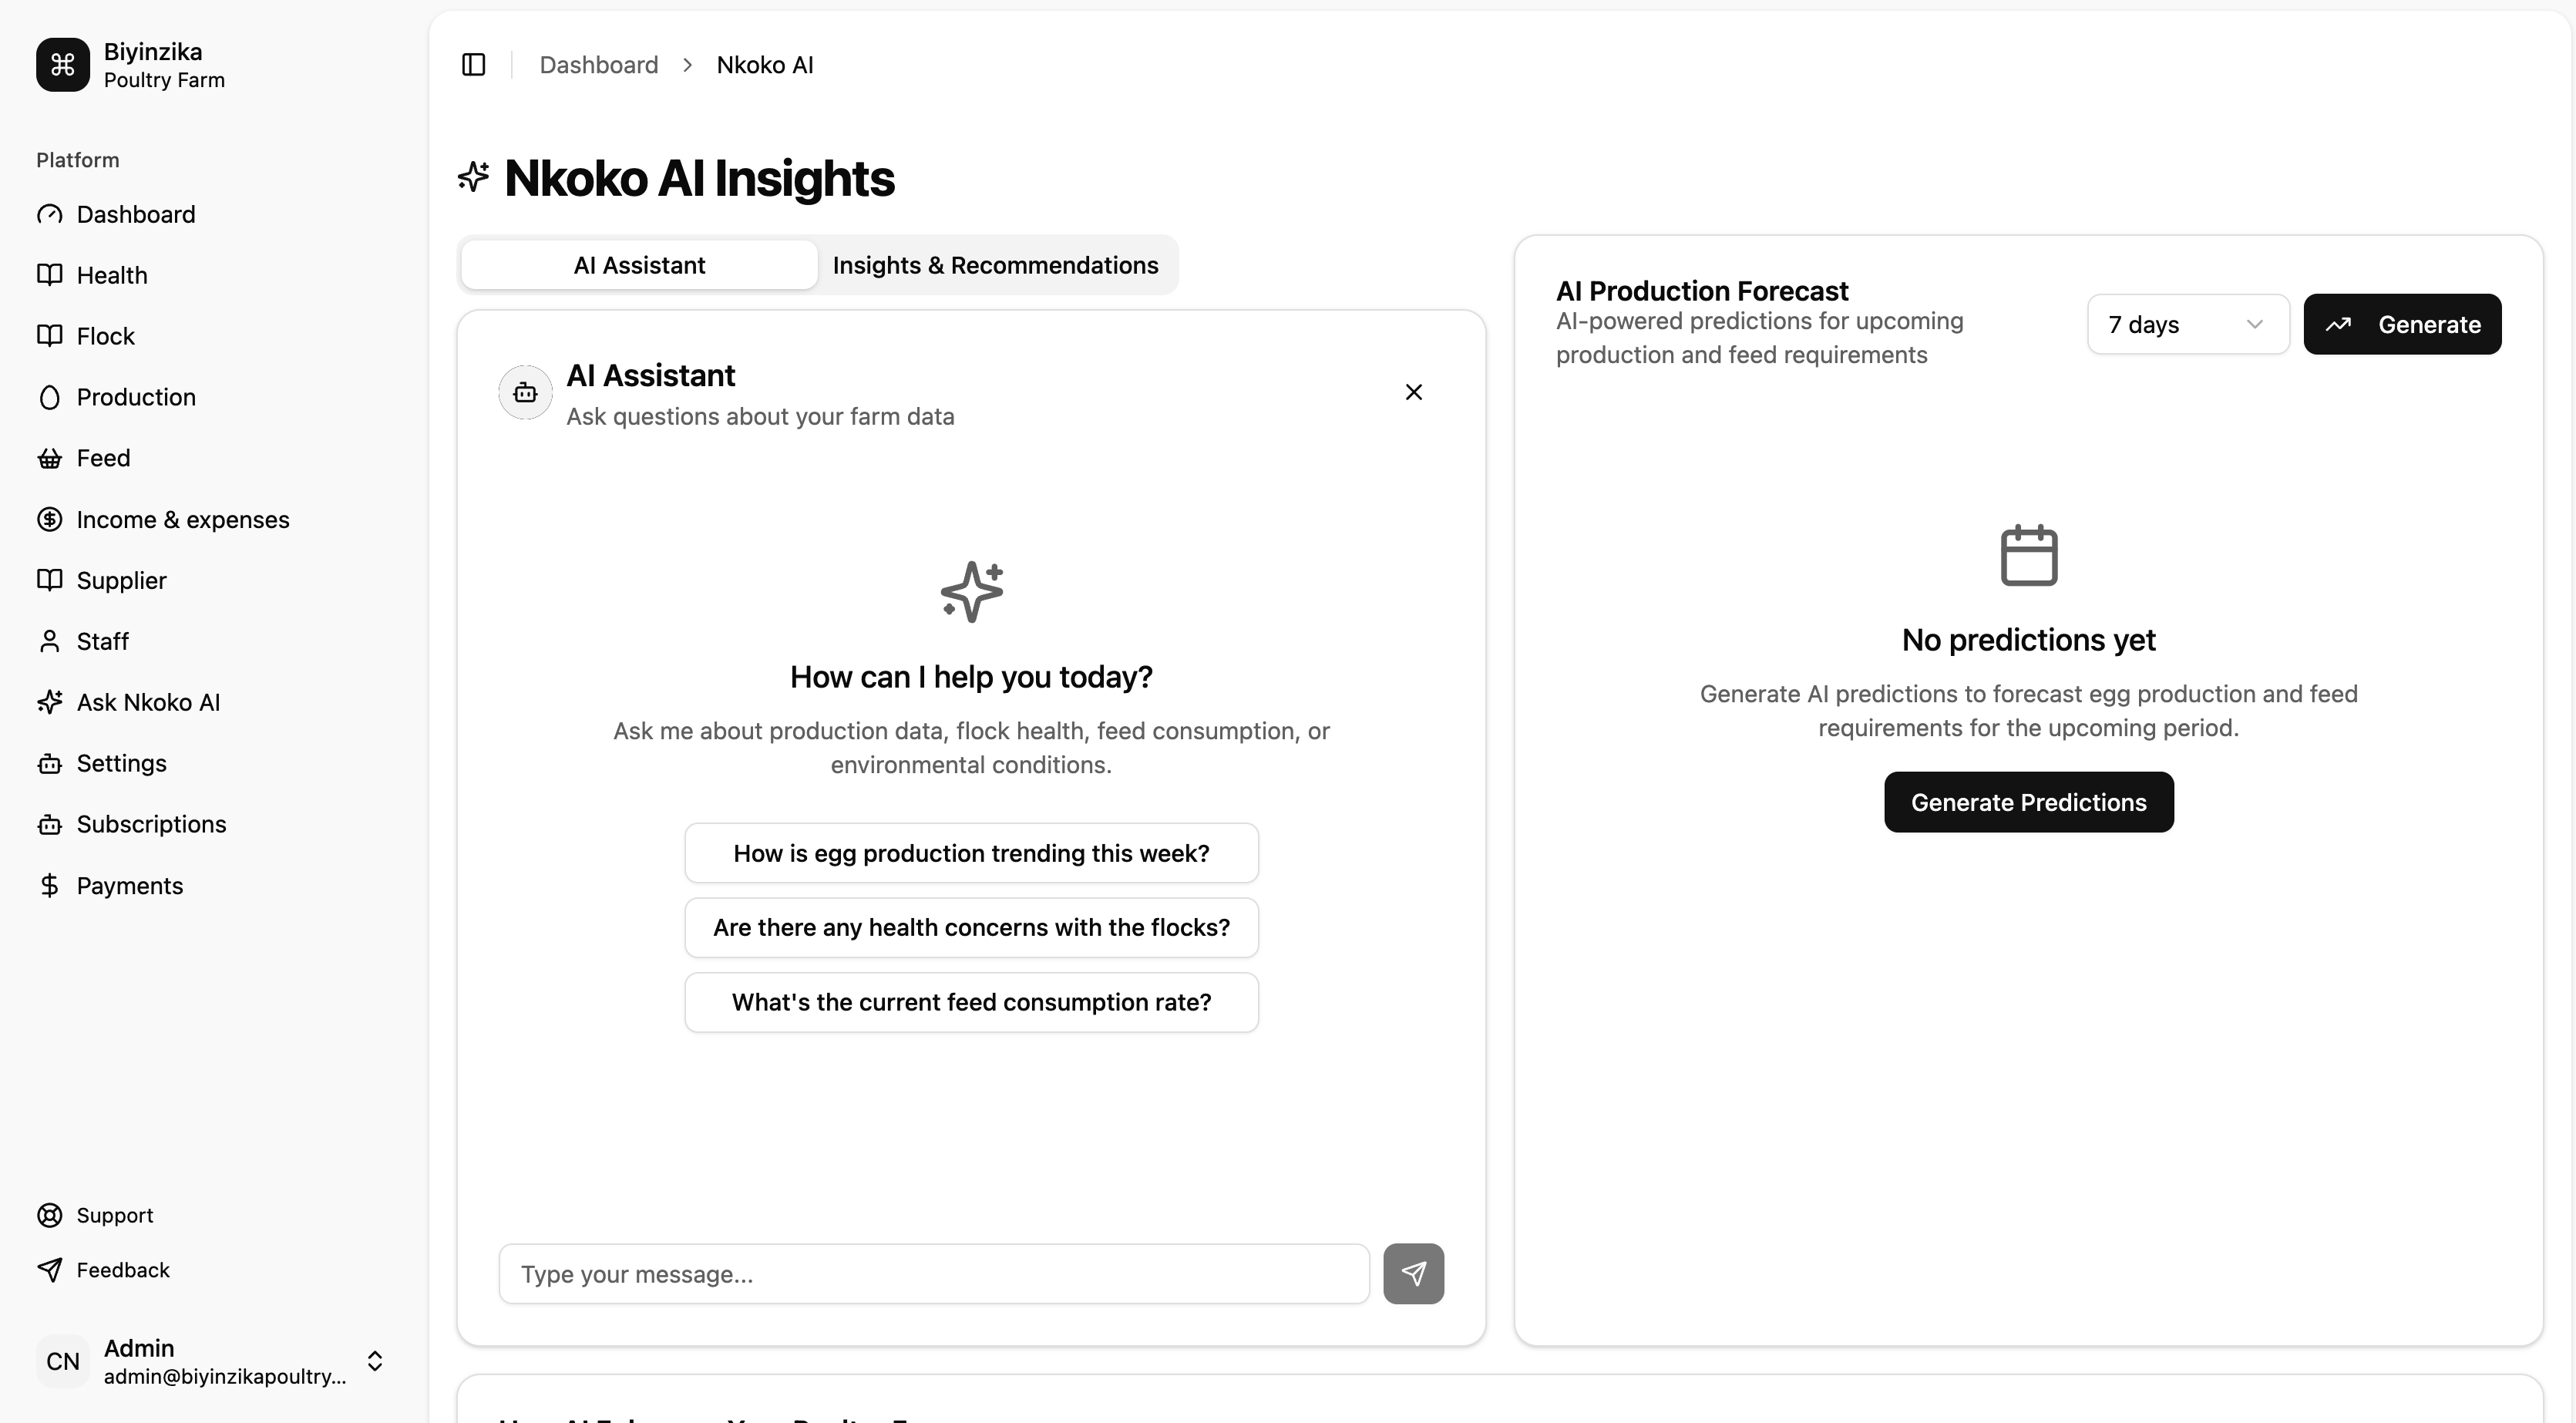 Biyinzika
Poultry Farm
Platform
Dashboard
Health
Flock
Production
Feed
Income & expenses
Supplier
Staff
Ask Nkoko AI
Settings
Subscriptions
Payments
Support
Feedback
CN
Admin
admin@biyinzikapoultry...
Dashboard
Nkoko AI
Nkoko AI Insights
AI Assistant
Insights & Recommendations
AI Assistant
Ask questions about your farm data
How can I help you today?
Ask me about production data, flock health, feed consumption, or
environmental conditions.
How is egg production trending this week?
Are there any health concerns with the flocks?
What's the current feed consumption rate?
Type your message...
AI Production Forecast
AI-powered predictions for upcoming
production and feed requirements
7 days
Generate
No predictions yet
Generate AI predictions to forecast egg production and feed
requirements for the upcoming period.
Generate Predictions